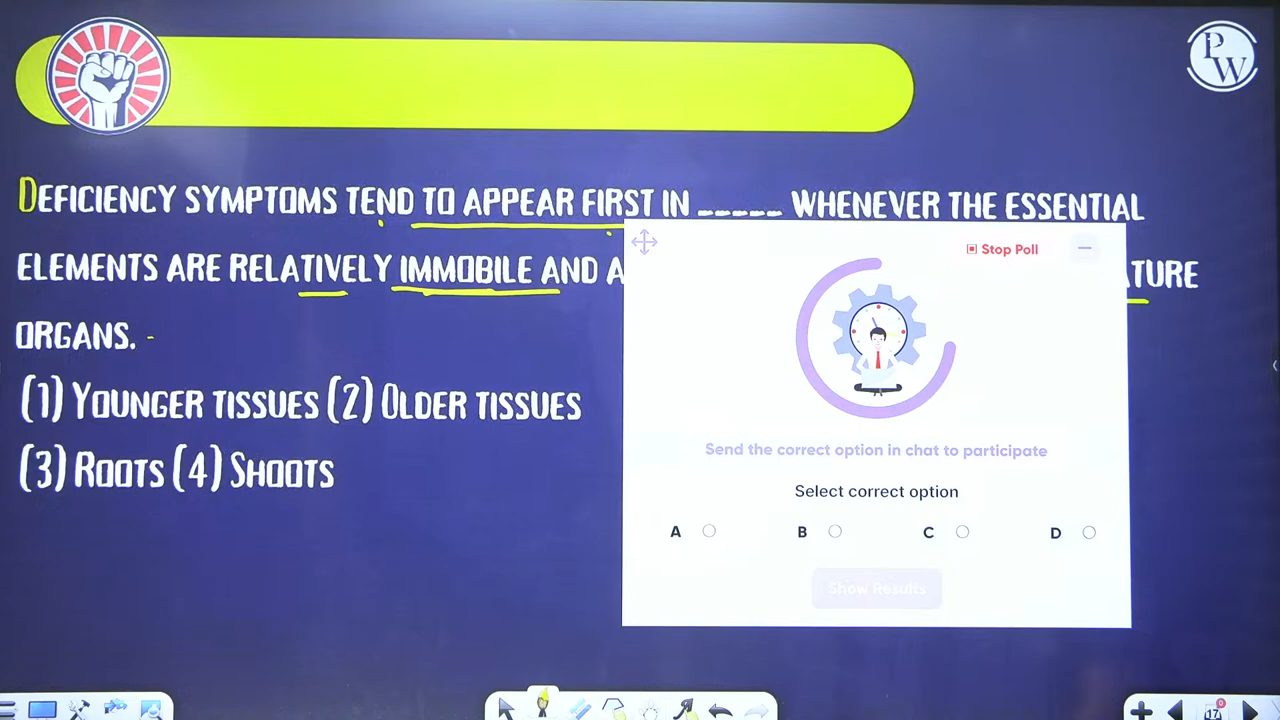 PW
DEFICIENCY SYMPTOMS TEND TO APPEAR FIRST IN _____ WHENEVER THE ESSENTIAL
ELEMENTS ARE RELATIVELY IMMOBILE AND
ORGANS.
(1) YOUNGER TISSUES (2) OLDER TISSUES
(3) ROOTS (4) SHOOTS
Stop Poll
Send the correct option in chat to participate
Select correct option
A B C D
Show Results
17